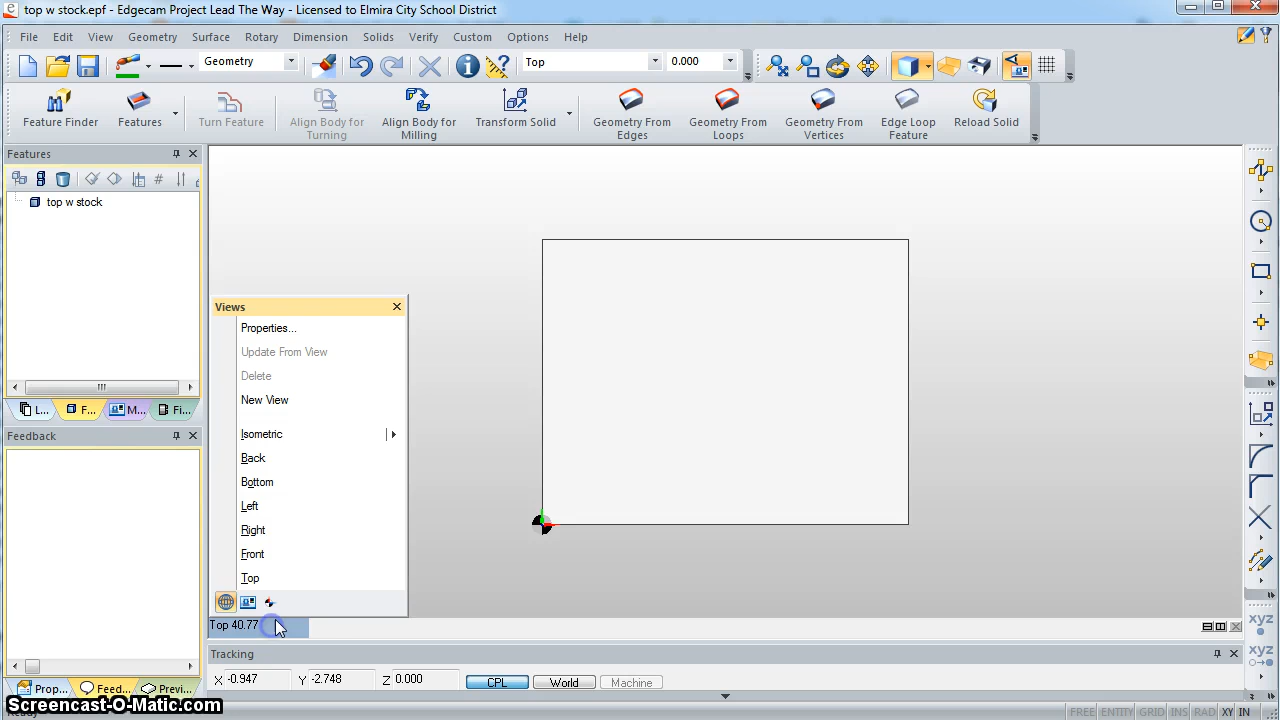 top w stock.epf - Edgecam Project Lead The Way - Licensed to Elmira City School District
File Edit View Geometry Surface Rotary Dimension Solids Verify Custom Options Help
Geometry Top 0.000
Feature Finder Features Turn Feature Align Body for Turning Align Body for Milling Transform Solid Geometry From Edges Geometry From Loops Geometry From Vertices Edge Loop Feature Reload Solid
Features
#
top w stock
L... F... M... Fi...
Feedback
Prop... Feed... Previ...
Views
Properties...
Update From View
Delete
New View
Isometric
Back
Bottom
Left
Right
Front
Top
Top 40.77
Tracking
X -0.947 Y -2.748 Z 0.000 CPL World Machine
xyz
xyz
FREE ENTITY GRID INS RAD XY IN
Screencast-O-Matic.com